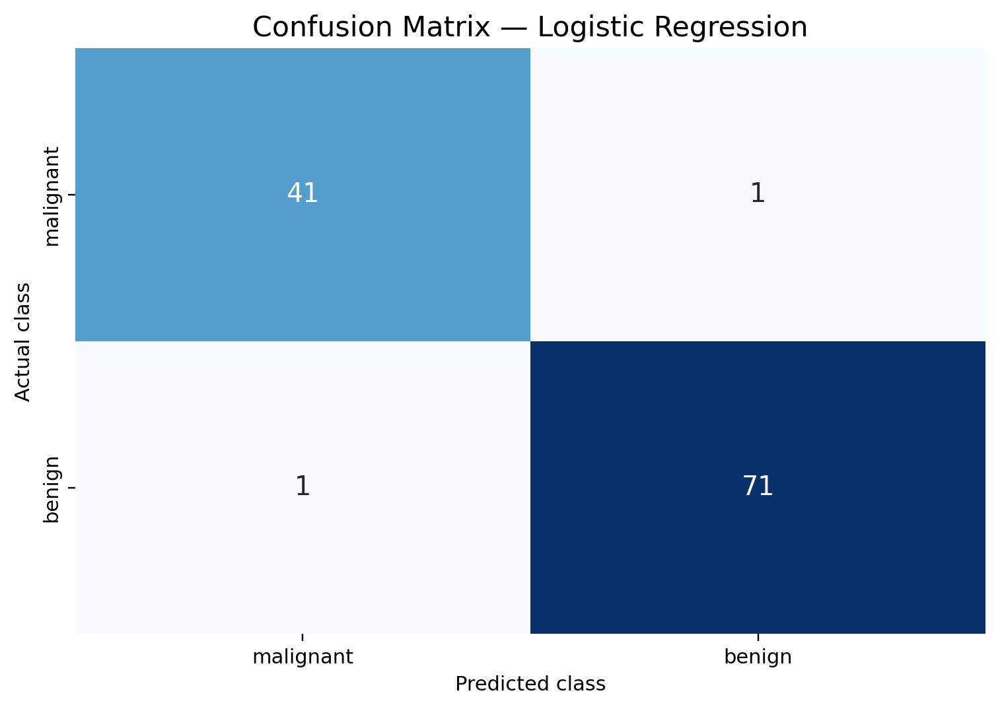 Confusion Matrix — Logistic Regression
Actual class
malignant
41
1
benign
1
71
malignant
benign
Predicted class